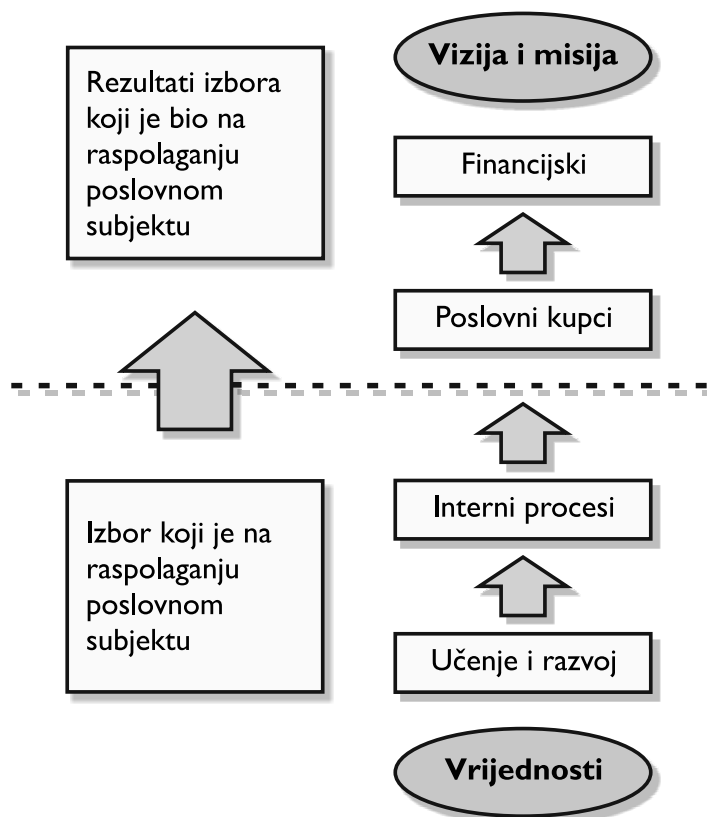 Rezultati izbora
koji je bio na
raspolaganju
poslovnom
subjektu
Vizija i misija
Financijski
Poslovni kupci
Izbor koji je na
raspolaganju
poslovnom
subjektu
Interni procesi
Učenje i razvoj
Vrijednosti